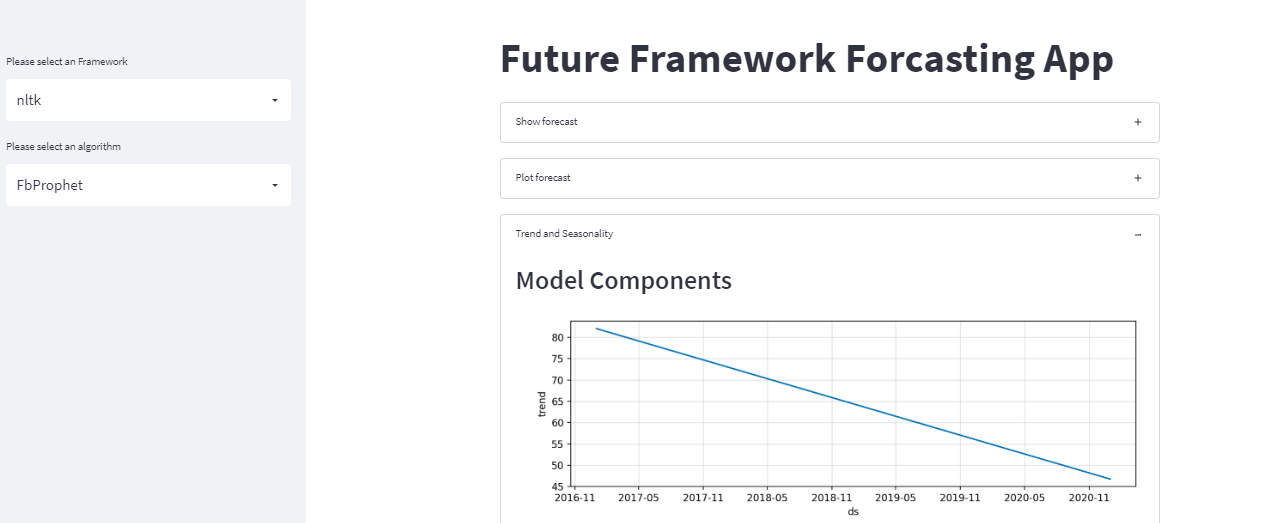 Please select an Framework
nltk
Please select an algorithm
FbProphet
Future Framework Forcasting App
Show forecast
Plot forecast
Trend and Seasonality
Model Components
80
75
70
65
60
55
50
45
trend
2016-11 2017-05 2017-11 2018-05 2018-11 2019-05 2019-11 2020-05 2020-11
ds